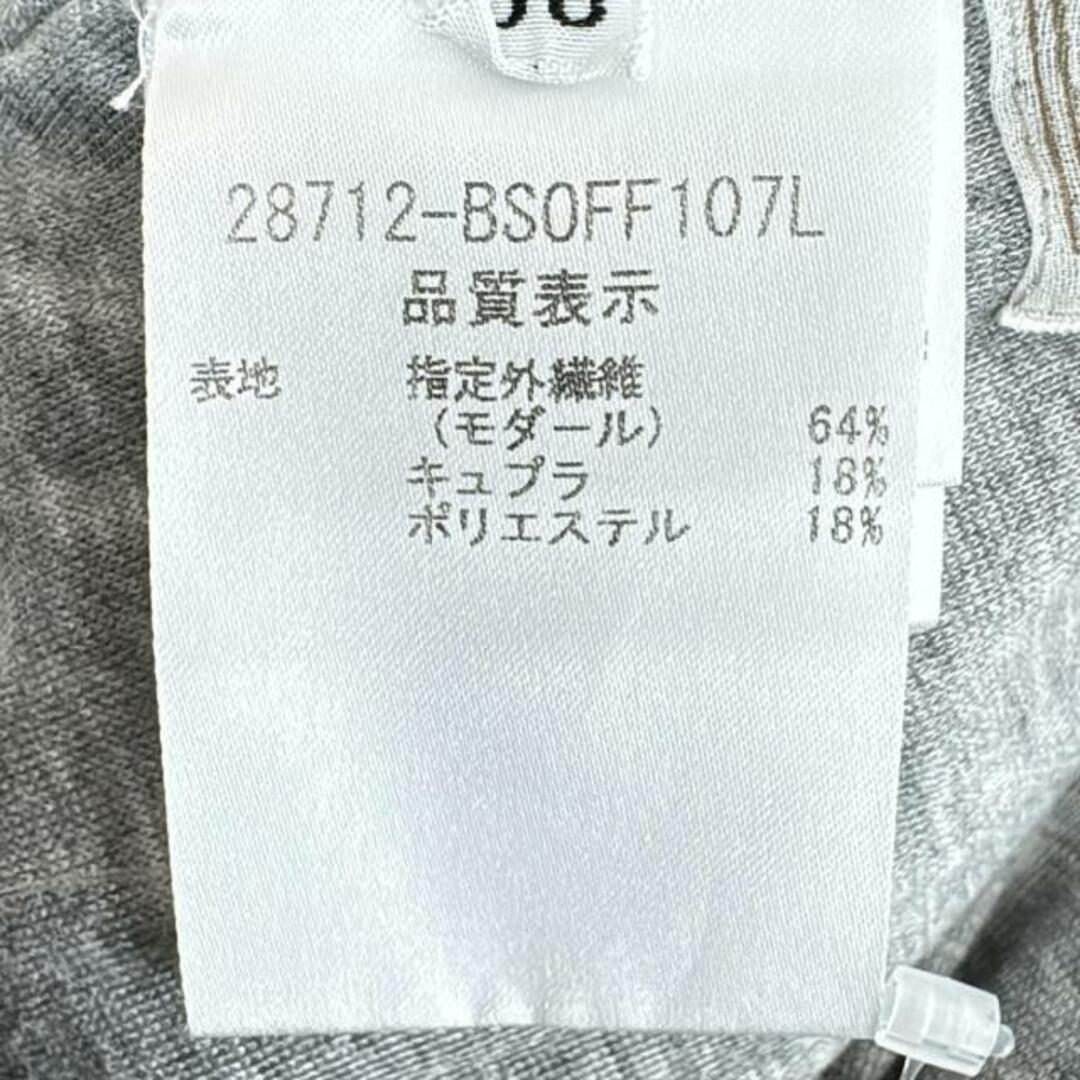 28712-BSOFF107L
品質表示
表地 指定外繊維
(モダール) 64%
キュプラ 18%
ポリエステル 18%